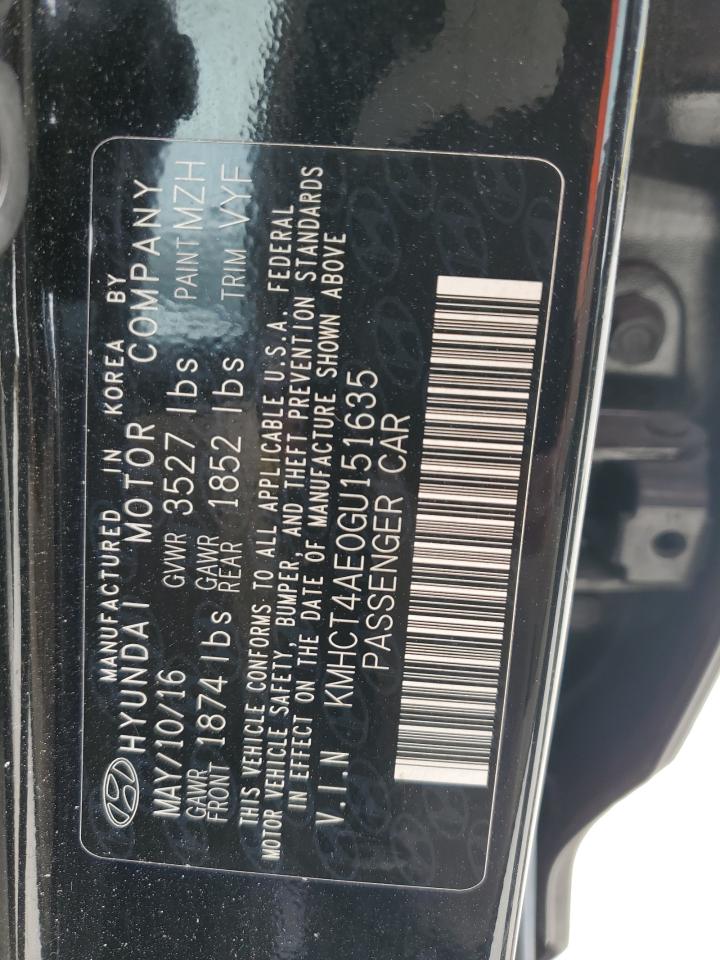 MANUFACTURED IN KOREA BY
HYUNDAI MOTOR COMPANY
MAY/10/16 GVWR 3527 lbs PAINT MZH
GAWR FRONT 1874 lbs GAWR REAR 1852 lbs TRIM VYF
THIS VEHICLE CONFORMS TO ALL APPLICABLE U.S.A. FEDERAL
MOTOR VEHICLE SAFETY, BUMPER, AND THEFT PREVENTION STANDARDS
IN EFFECT ON THE DATE OF MANUFACTURE SHOWN ABOVE
V.I.N KMHCT4AE0GU151635
PASSENGER CAR